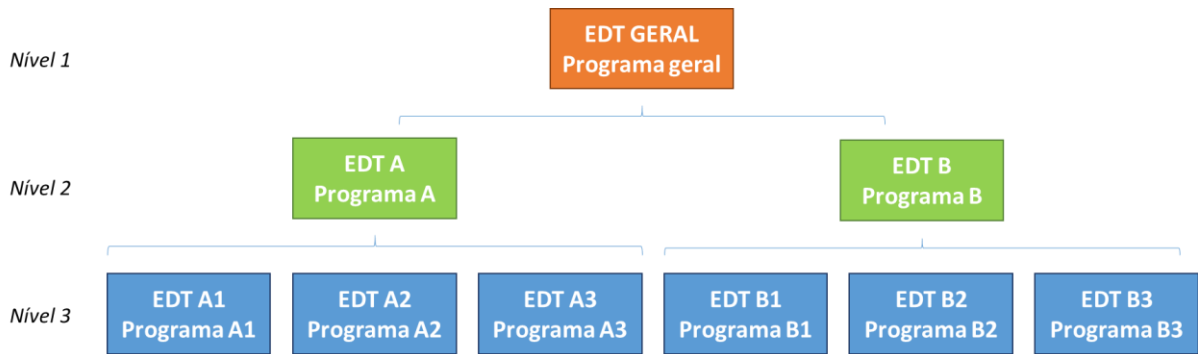 EDT GERAL
Programa geral
Nível 1
EDT A
Programa A
EDT B
Programa B
Nível 2
EDT A1
Programa A1
EDT A2
Programa A2
EDT A3
Programa A3
EDT B1
Programa B1
EDT B2
Programa B2
EDT B3
Programa B3
Nível 3